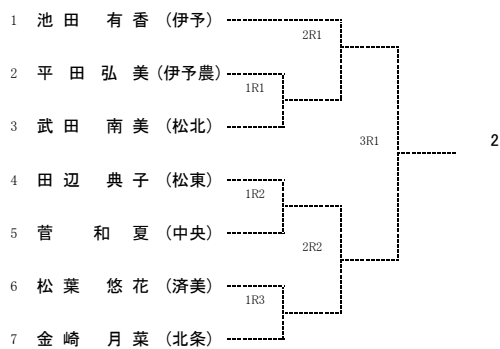 1 池田 有香 (伊予)
2R1
2 平田 弘美 (伊予農)
1R1
3 武田 南美 (松北)
3R1 2
4 田辺 典子 (松東)
1R2
5 菅 和夏 (中央)
2R2
6 松葉 悠花 (済美)
1R3
7 金崎 月菜 (北条)